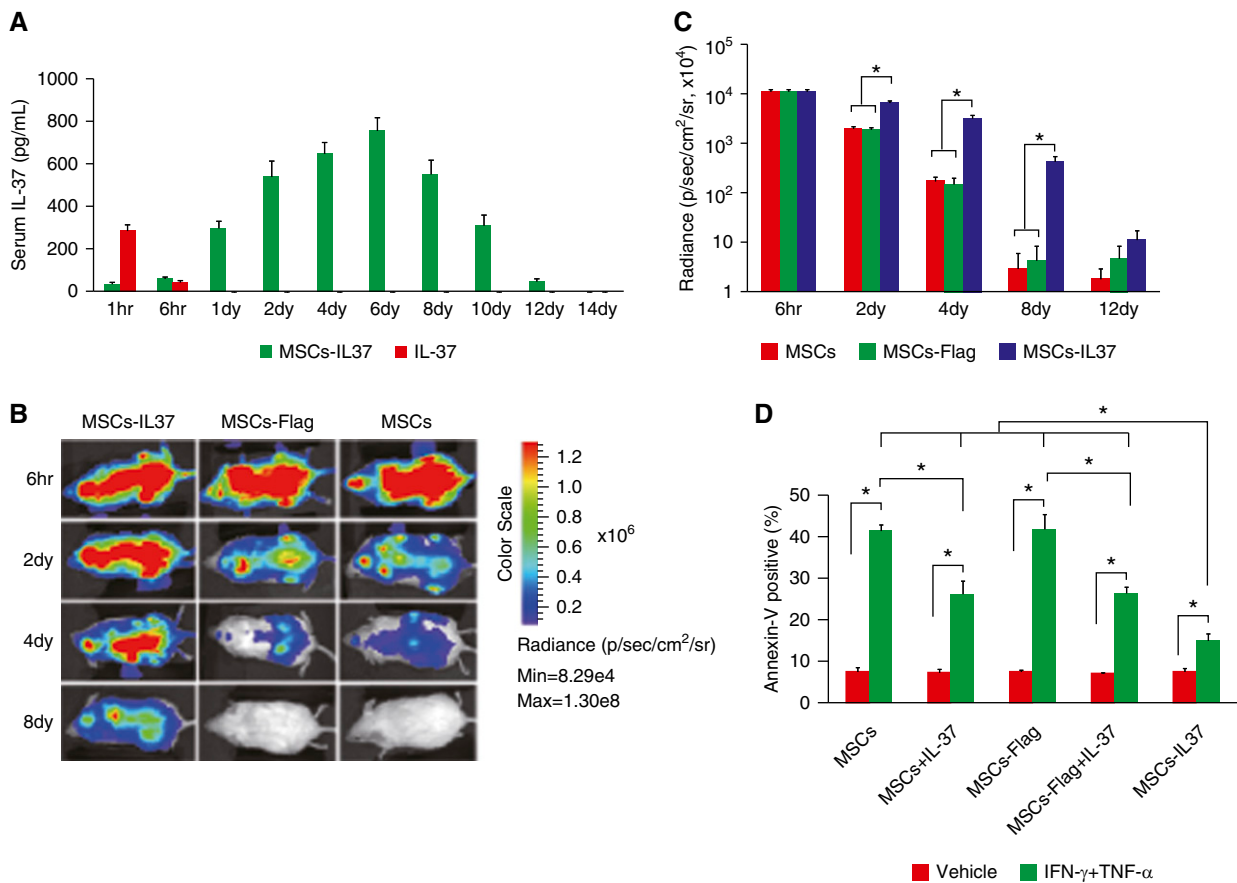 A
Serum IL-37 (pg/mL)
1000
800
600
400
200
0
1hr 6hr 1dy 2dy 4dy 6dy 8dy 10dy 12dy 14dy
MSCs-IL37 IL-37
C
Radiance (p/sec/cm²/sr, x10⁴)
10⁵
10⁴
10³
10²
10
1
* * *
6hr 2dy 4dy 8dy 12dy
MSCs MSCs-Flag MSCs-IL37
B
MSCs-IL37 MSCs-Flag MSCs
6hr
2dy
4dy
8dy
Color Scale
1.2
1.0
0.8
0.6
0.4
0.2
x10⁶
Radiance (p/sec/cm²/sr)
Min=8.29e4
Max=1.30e8
D
Annexin-V positive (%)
50
40
30
20
10
0
*
* *
* * * * *
MSCs
MSCs+IL-37
MSCs-Flag
MSCs-Flag+IL-37
MSCs-IL37
Vehicle IFN-γ+TNF-α